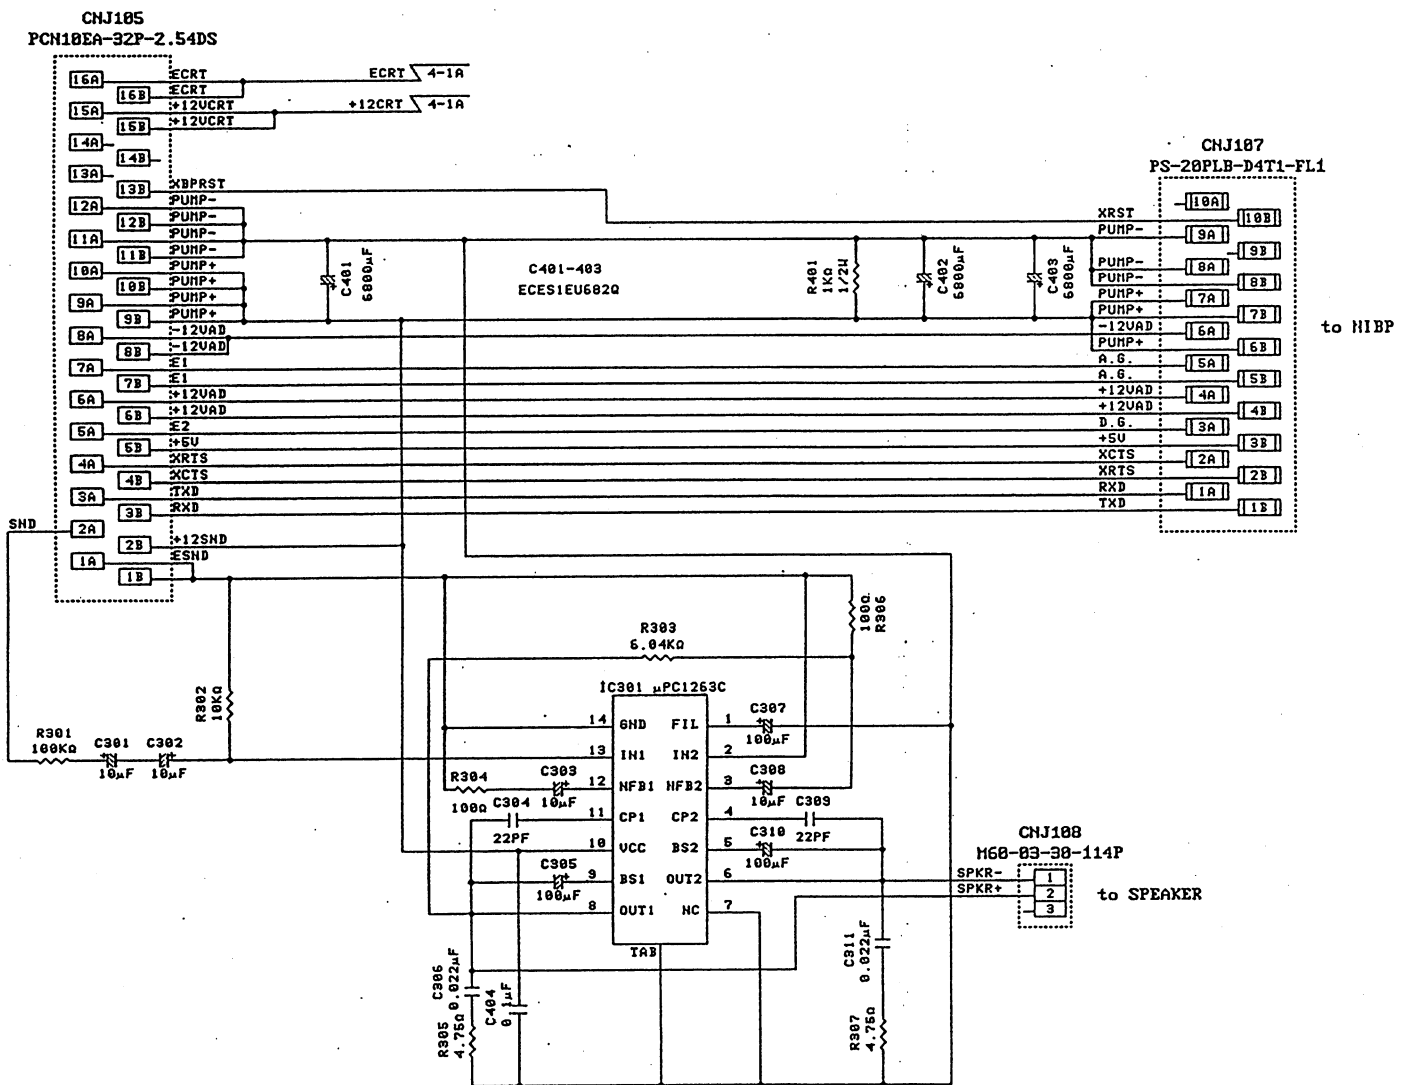 CNJ105
PCN10EA-32P-2.54DS
16A
ECRT
16B
ECRT
15A
+12VCRT
15B
+12VCRT
14A
14B
13A
13B
XBPRST
12A
PUMP-
12B
PUMP-
11A
PUMP-
11B
PUMP-
10A
PUMP+
10B
PUMP+
9A
PUMP+
9B
PUMP+
8A
-12VAD
8B
-12VAD
7A
E1
7B
E1
6A
+12VAD
6B
+12VAD
5A
E2
5B
+5V
4A
XRTS
4B
XCTS
3A
TXD
3B
RXD
SND
2A
2B
+12SND
1A
ESND
1B
ECRT 4-1A
+12CRT 4-1A
C401
6800µF
C401-403
ECES1EU682Q
R401
1KΩ
1/2W
C402
6800µF
C403
6800µF
CNJ107
PS-20PLB-D4T1-FL1
10A
XRST
10B
PUMP-
9A
9B
PUMP-
8A
PUMP-
8B
PUMP+
7A
PUMP+
7B
-12VAD
6A
PUMP+
6B
A.G.
5A
A.G.
5B
+12VAD
4A
+12VAD
4B
D.G.
3A
+5V
3B
XCTS
2A
XRTS
2B
RXD
1A
TXD
1B
to NIBP
100Ω
R306
R303
6.04KΩ
R302
10KΩ
R301
100KΩ
C301
10µF
C302
10µF
IC301 µPC1263C
14 GND FIL 1
13 IN1 IN2 2
12 NFB1 NFB2 3
11 CP1 CP2 4
10 VCC BS2 5
9 BS1 OUT2 6
8 OUT1 NC 7
TAB
C307
100µF
R304
100Ω
C303
10µF
C308
10µF
C304
22PF
C309
22PF
C310
100µF
C305
100µF
C306
0.022µF
R305
4.75Ω
C404
0.1µF
C311
0.022µF
R307
4.75Ω
CNJ108
M60-03-30-114P
SPKR- 1
SPKR+ 2
3
to SPEAKER